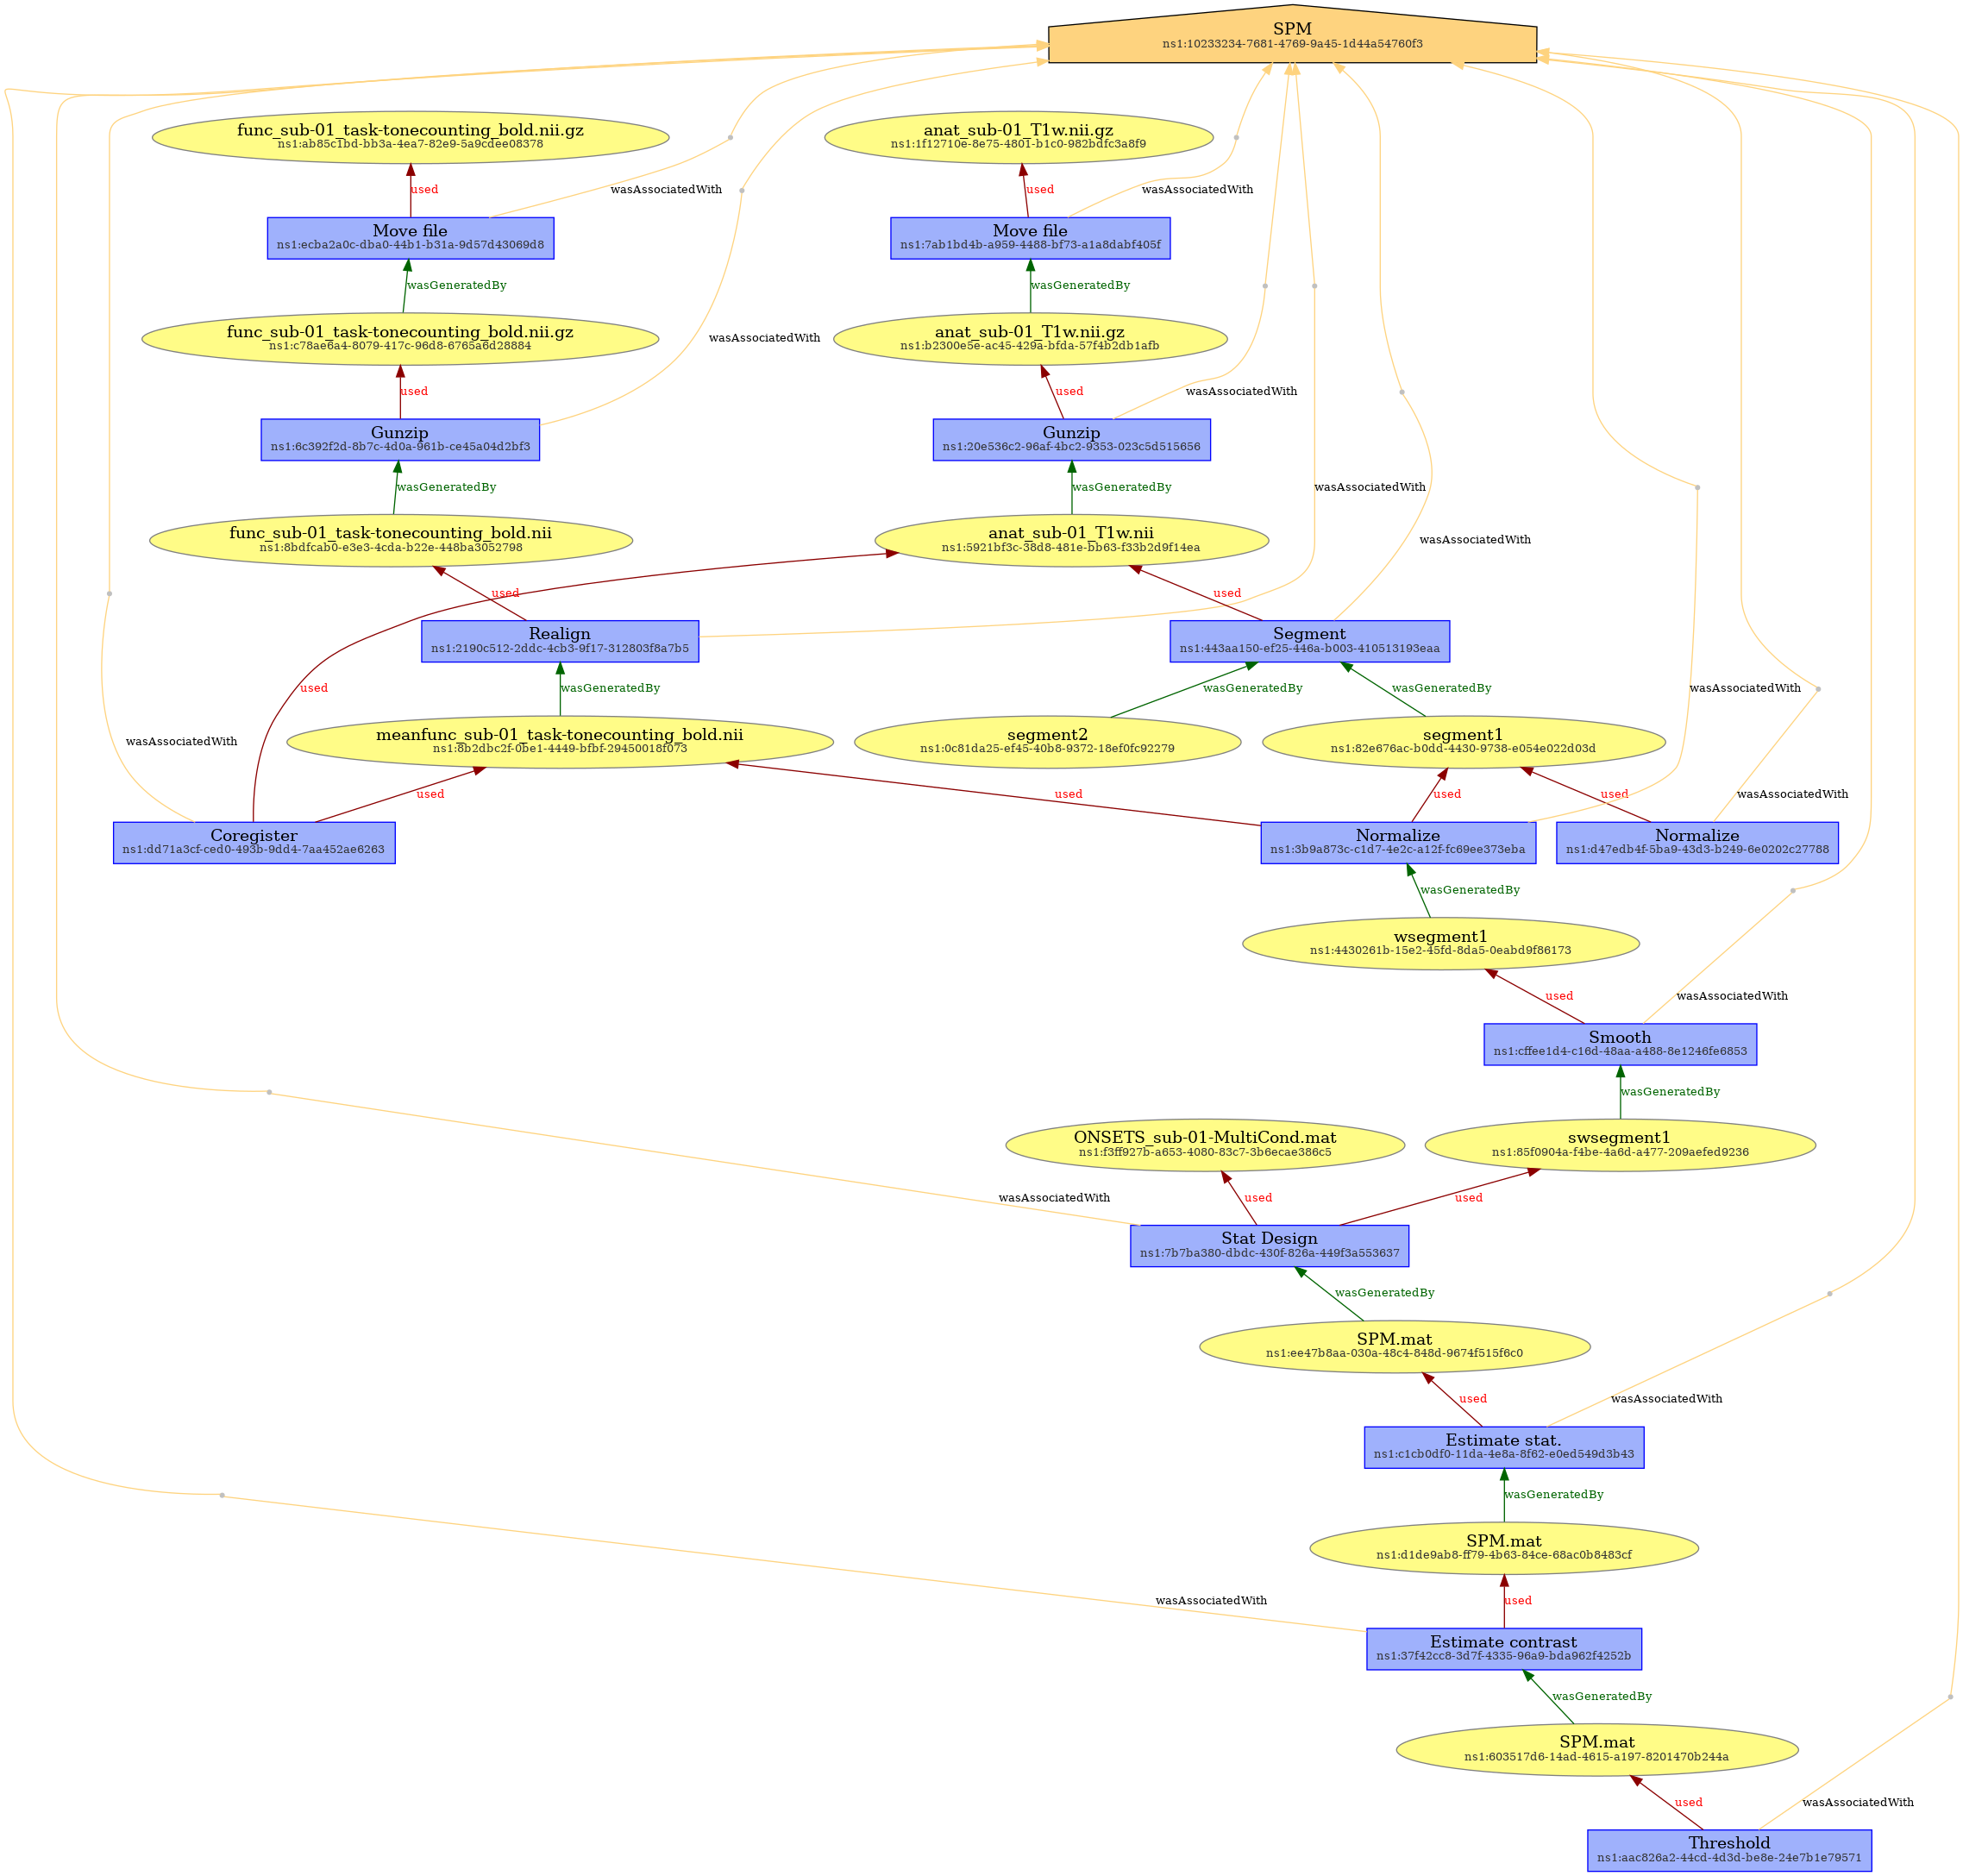 SPM
ns1:10233234-7681-4769-9a45-1d44a54760f3
func_sub-01_task-tonecounting_bold.nii.gz
ns1:ab85c1bd-bb3a-4ea7-82e9-5a9cdee08378
anat_sub-01_T1w.nii.gz
ns1:1f12710e-8e75-4801-b1c0-982bdfc3a8f9
used
wasAssociatedWith
used
wasAssociatedWith
Move file
ns1:ecba2a0c-dba0-44b1-b31a-9d57d43069d8
Move file
ns1:7ab1bd4b-a959-4488-bf73-a1a8dabf405f
wasGeneratedBy
wasGeneratedBy
func_sub-01_task-tonecounting_bold.nii.gz
ns1:c78ae6a4-8079-417c-96d8-6765a6d28884
wasAssociatedWith
anat_sub-01_T1w.nii.gz
ns1:b2300e5e-ac45-429a-bfda-57f4b2db1afb
used
used
wasAssociatedWith
Gunzip
ns1:6c392f2d-8b7c-4d0a-961b-ce45a04d2bf3
Gunzip
ns1:20e536c2-96af-4bc2-9353-023c5d515656
wasGeneratedBy
wasGeneratedBy
wasAssociatedWith
func_sub-01_task-tonecounting_bold.nii
ns1:8bdfcab0-e3e3-4cda-b22e-448ba3052798
anat_sub-01_T1w.nii
ns1:5921bf3c-38d8-481e-bb63-f33b2d9f14ea
wasAssociatedWith
used
used
Realign
ns1:2190c512-2ddc-4cb3-9f17-312803f8a7b5
Segment
ns1:443aa150-ef25-446a-b003-410513193eaa
used
wasGeneratedBy
wasGeneratedBy
wasGeneratedBy
wasAssociatedWith
wasAssociatedWith
meanfunc_sub-01_task-tonecounting_bold.nii
ns1:8b2dbc2f-0be1-4449-bfbf-29450018f073
segment2
ns1:0c81da25-ef45-40b8-9372-18ef0fc92279
segment1
ns1:82e676ac-b0dd-4430-9738-e054e022d03d
used
used
used
used
wasAssociatedWith
Coregister
ns1:dd71a3cf-ced0-493b-9dd4-7aa452ae6263
Normalize
ns1:3b9a873c-c1d7-4e2c-a12f-fc69ee373eba
Normalize
ns1:d47edb4f-5ba9-43d3-b249-6e0202c27788
wasGeneratedBy
wsegment1
ns1:4430261b-15e2-45fd-8da5-0eabd9f86173
used
wasAssociatedWith
Smooth
ns1:cffee1d4-c16d-48aa-a488-8e1246fe6853
wasGeneratedBy
ONSETS_sub-01-MultiCond.mat
ns1:f3ff927b-a653-4080-83c7-3b6ecae386c5
swsegment1
ns1:85f0904a-f4be-4a6d-a477-209aefed9236
wasAssociatedWith
used
used
Stat Design
ns1:7b7ba380-dbdc-430f-826a-449f3a553637
wasGeneratedBy
SPM.mat
ns1:ee47b8aa-030a-48c4-848d-9674f515f6c0
used
wasAssociatedWith
Estimate stat.
ns1:c1cb0df0-11da-4e8a-8f62-e0ed549d3b43
wasGeneratedBy
SPM.mat
ns1:d1de9ab8-ff79-4b63-84ce-68ac0b8483cf
wasAssociatedWith
used
Estimate contrast
ns1:37f42cc8-3d7f-4335-96a9-bda962f4252b
wasGeneratedBy
SPM.mat
ns1:603517d6-14ad-4615-a197-8201470b244a
used
wasAssociatedWith
Threshold
ns1:aac826a2-44cd-4d3d-be8e-24e7b1e79571